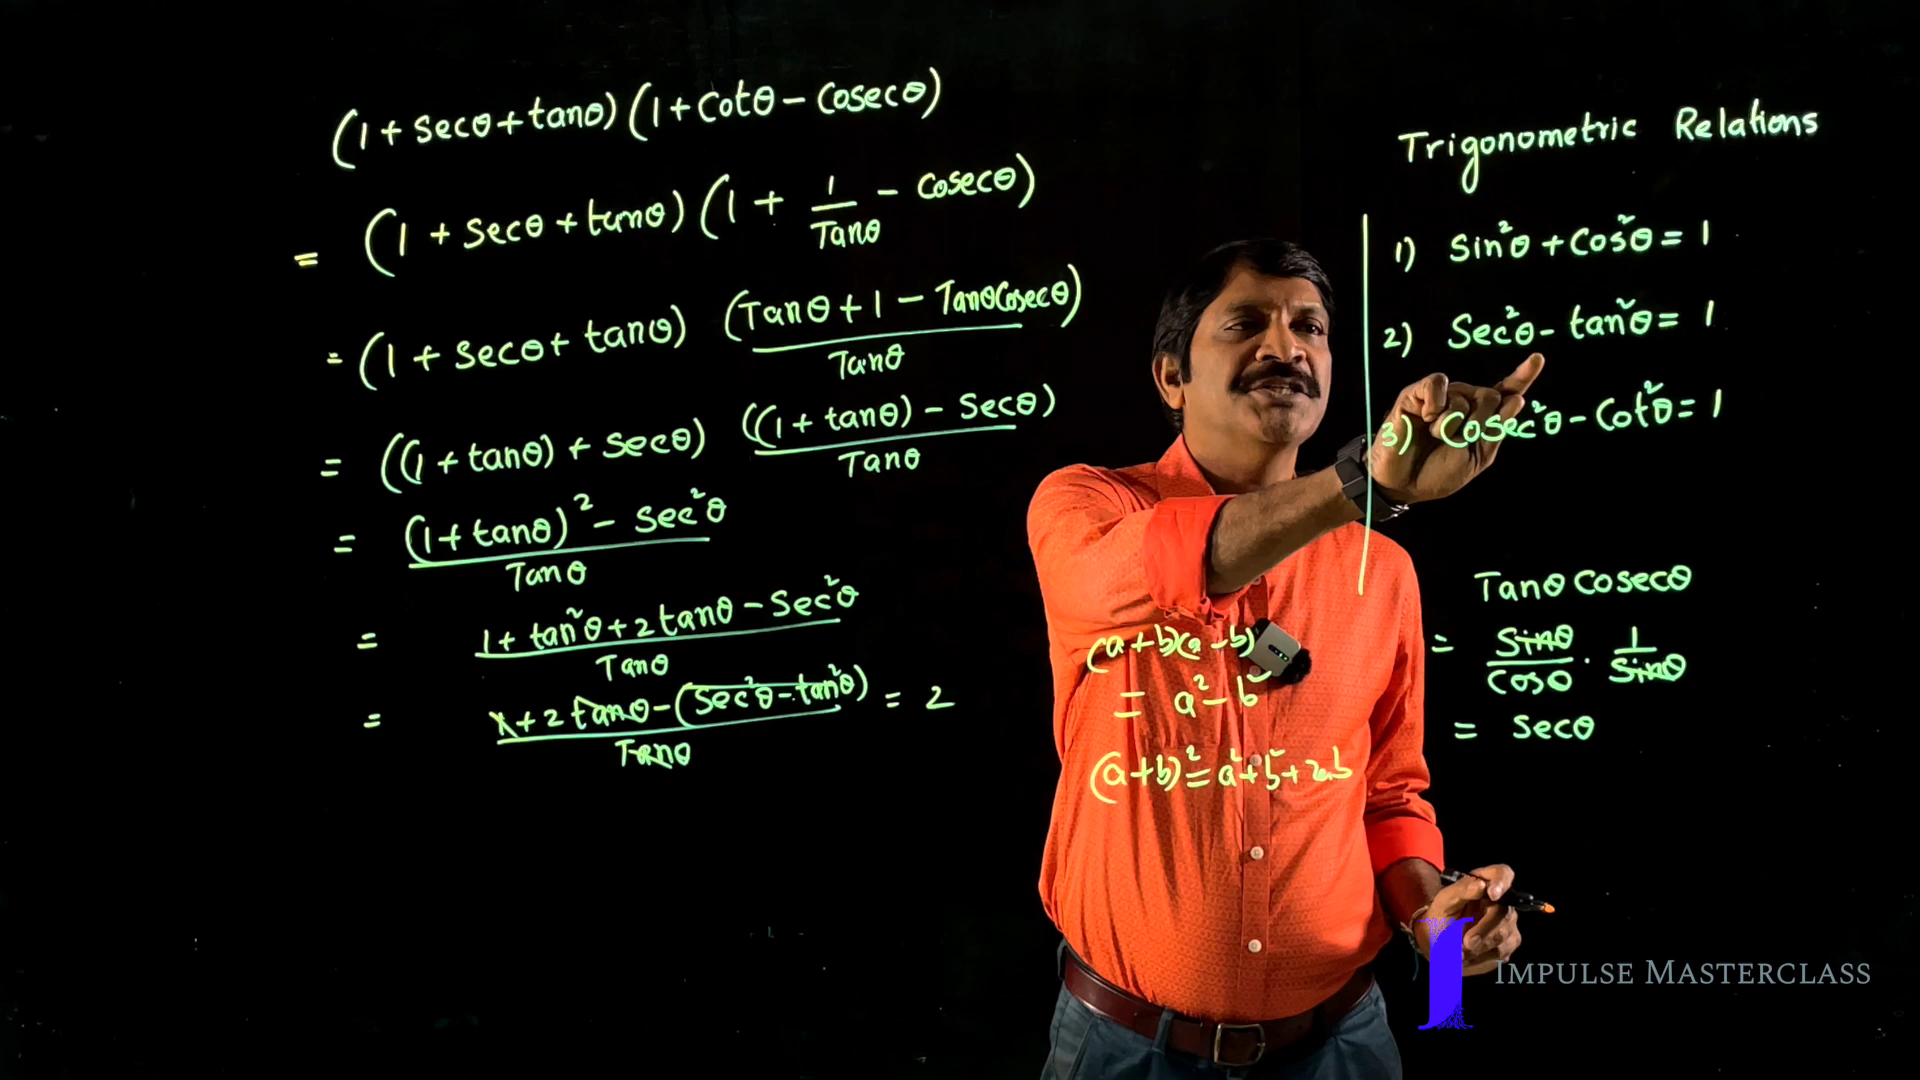 (1 + secθ + tanθ) (1 + cotθ - cosecθ)
= (1 + secθ + tanθ) (1 + 1/Tanθ - cosecθ)
= (1 + secθ + tanθ) (Tanθ + 1 - TanθCosecθ)/Tanθ
= ((1 + tanθ) + secθ) ((1 + tanθ) - secθ)/Tanθ
= (1 + tanθ)² - sec²θ/Tanθ
= 1 + tan²θ + 2tanθ - Sec²θ/Tanθ
= 1 + 2tanθ - (Sec²θ - tan²θ)/Tanθ = 2
(a+b)(a-b)
= a² - b²
(a+b)² = a² + b² + 2ab
Trigonometric Relations
1) Sin²θ + Cos²θ = 1
2) Sec²θ - tan²θ = 1
3) Cosec²θ - Cot²θ = 1
Tanθ cosecθ
= sinθ/cosθ . 1/sinθ
= secθ
IMPULSE MASTERCLASS